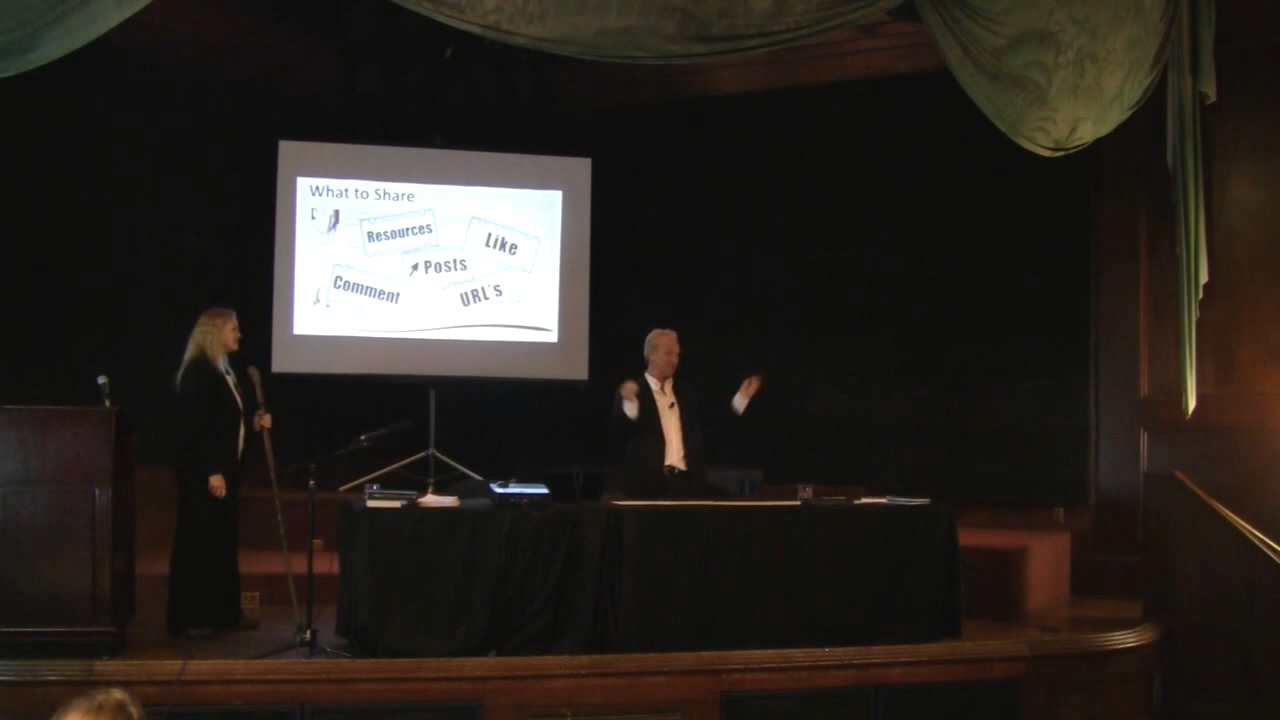 What to Share
Resources
Like
Posts
Comment
URL's